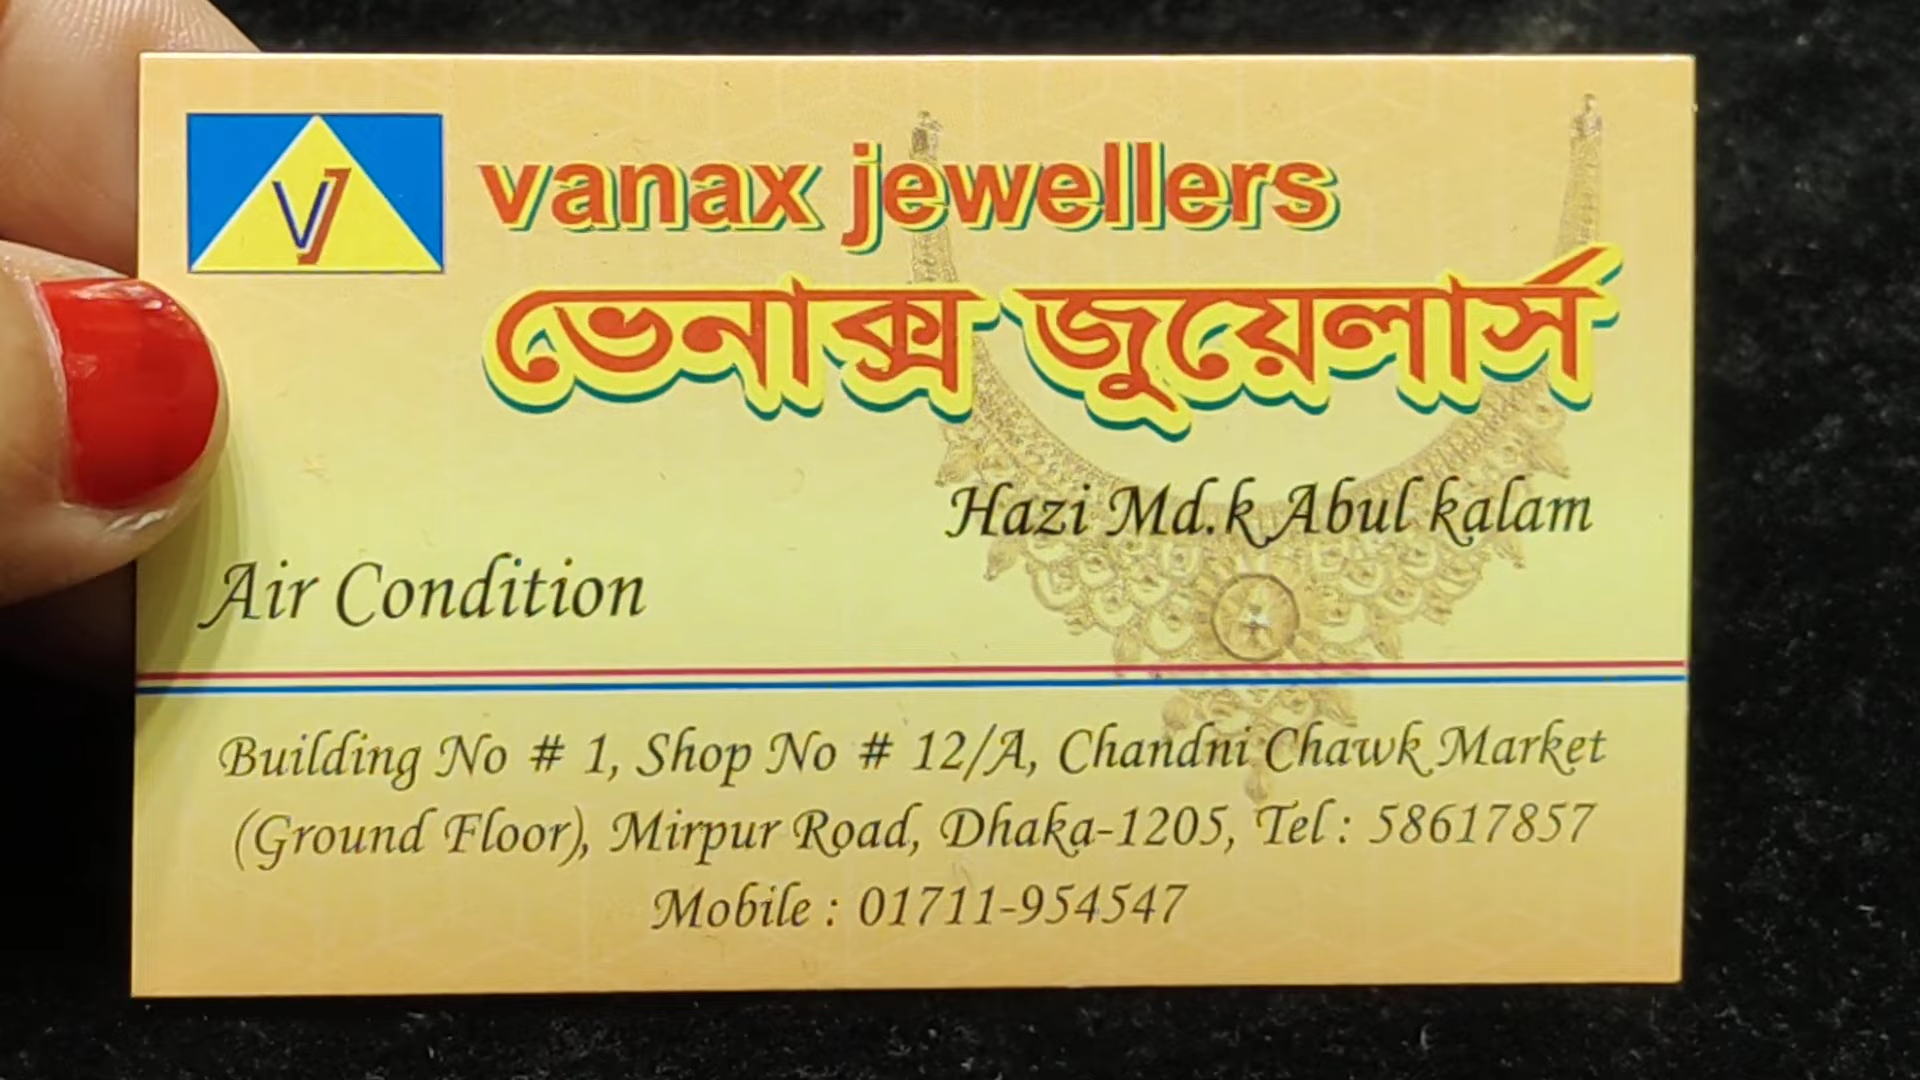 VJ
vanax jewellers
ভেনাক্স জুয়েলার্স
Hazi Md.k Abul kalam
Air Condition
Building No # 1, Shop No # 12/A, Chandni Chawk Market
(Ground Floor), Mirpur Road, Dhaka-1205, Tel : 58617857
Mobile : 01711-954547